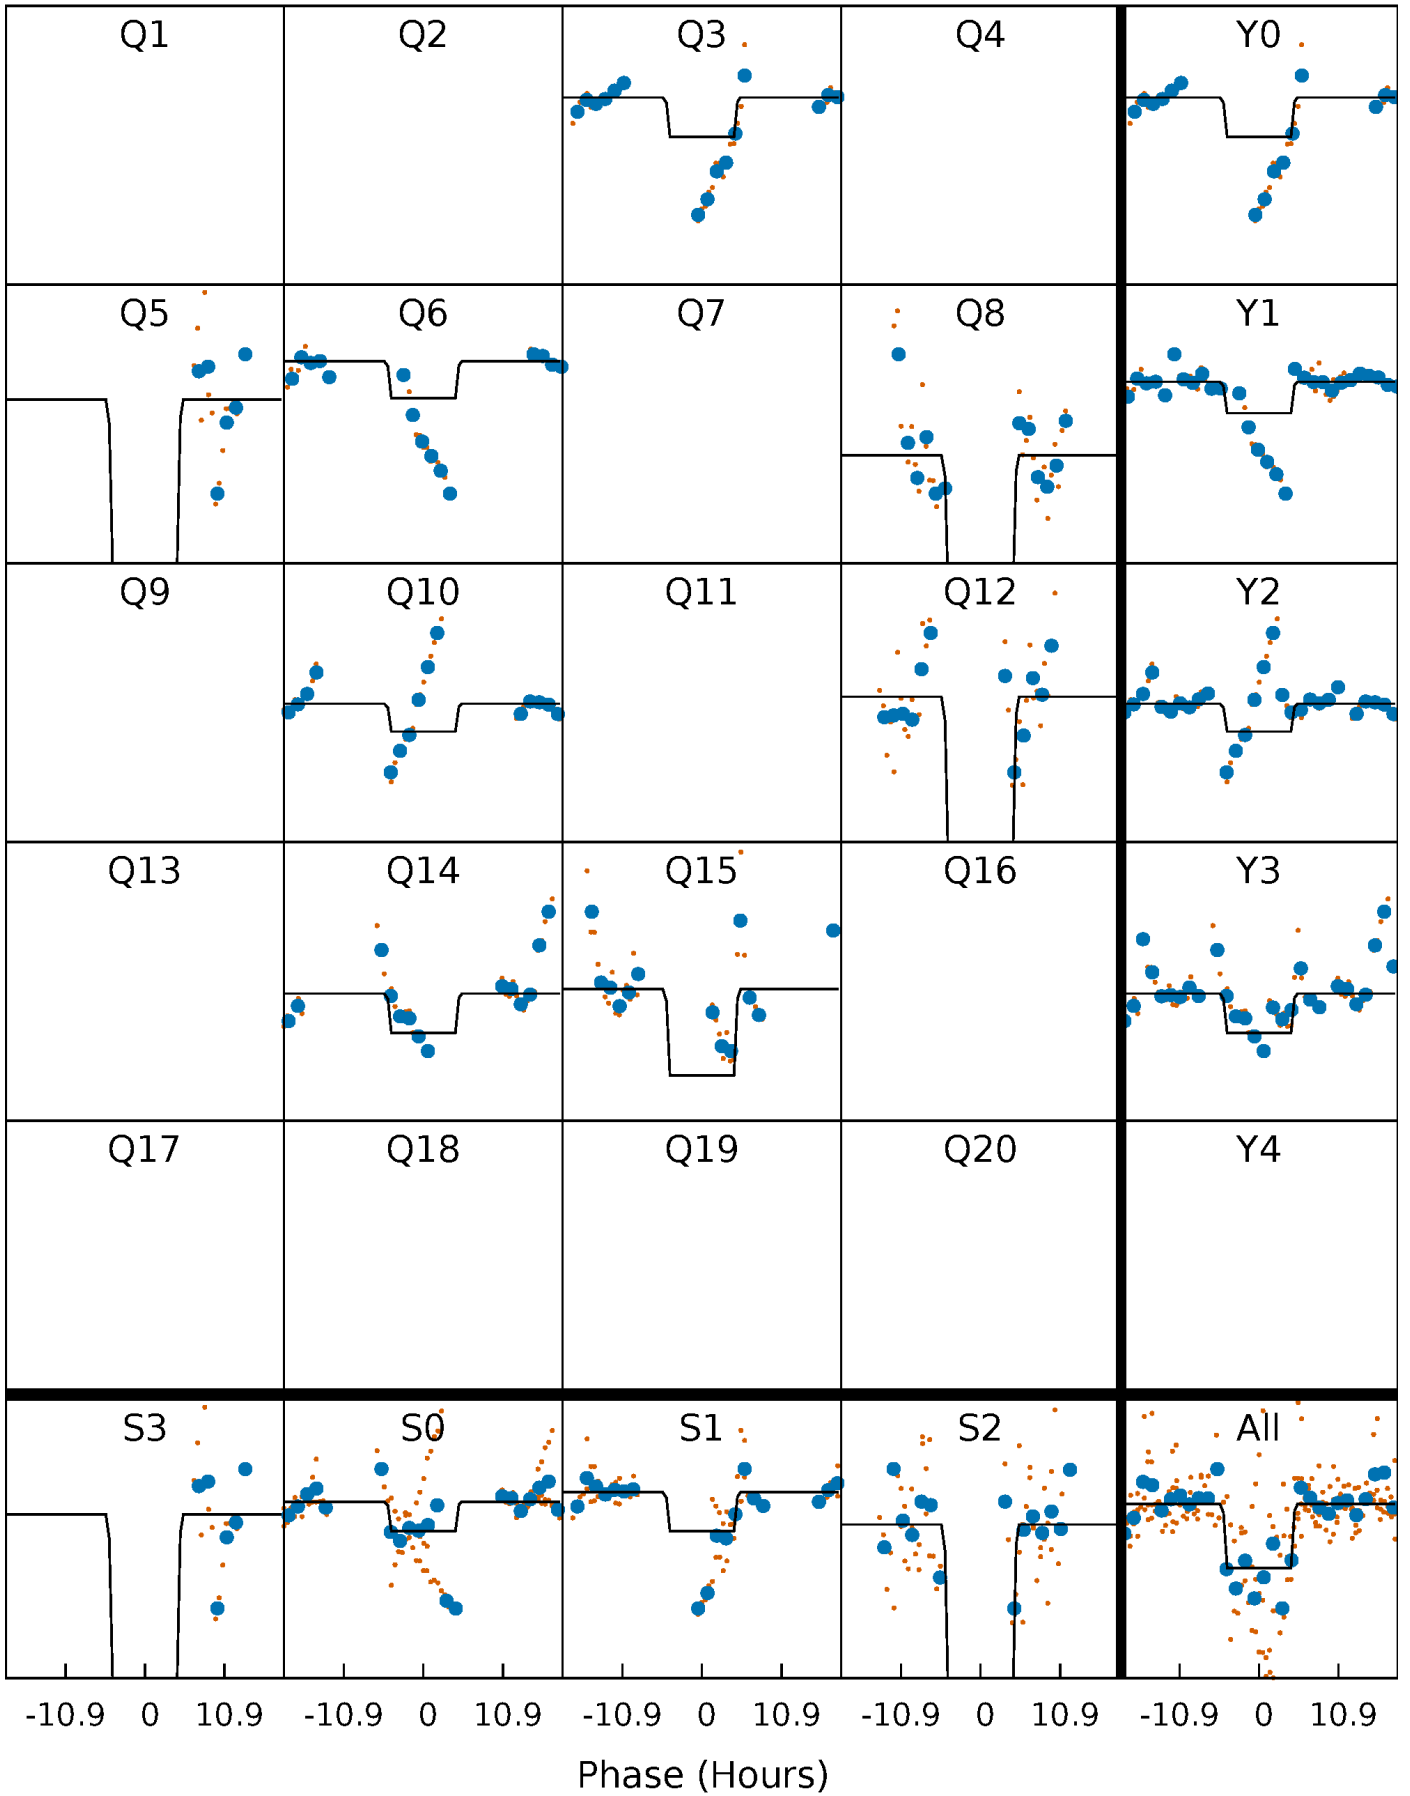 Q1 Q2 Q3 Q4 Y0
Q5 Q6 Q7 Q8 Y1
Q9 Q10 Q11 Q12 Y2
Q13 Q14 Q15 Q16 Y3
Q17 Q18 Q19 Q20 Y4
S3 S0 S1 S2 All
-10.9 0 10.9 -10.9 0 10.9 -10.9 0 10.9 -10.9 0 10.9 -10.9 0 10.9
Phase (Hours)